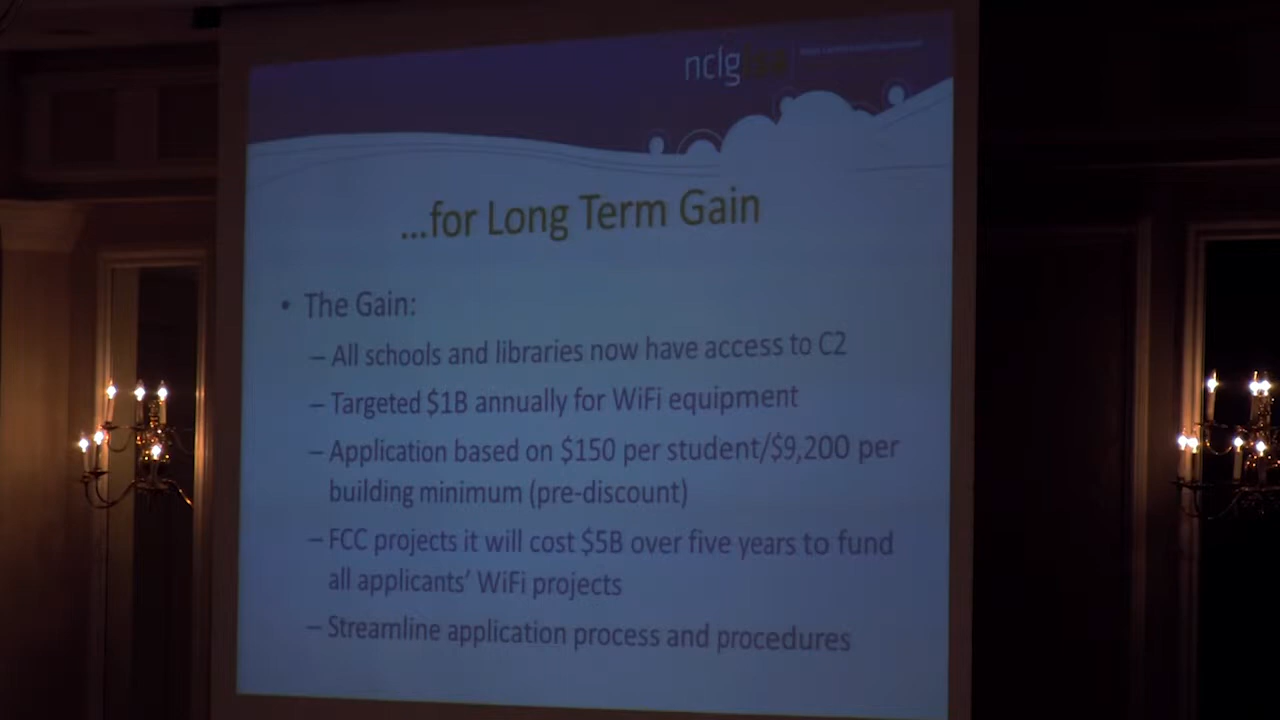 nclgisa
…for Long Term Gain
• The Gain:
– All schools and libraries now have access to C2
– Targeted $1B annually for WiFi equipment
– Application based on $150 per student/$9,200 per
building minimum (pre-discount)
– FCC projects it will cost $5B over five years to fund
all applicants’ WiFi projects
– Streamline application process and procedures